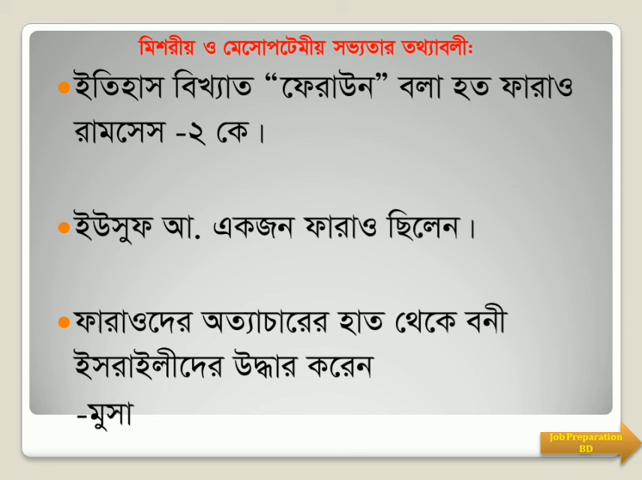 মিশরীয় ও মেসোপটেমীয় সভ্যতার তথ্যাবলী:
ইতিহাস বিখ্যাত “ফেরাউন” বলা হত ফারাও
রামসেস -২ কে।
ইউসুফ আ. একজন ফারাও ছিলেন।
ফারাওদের অত্যাচারের হাত থেকে বনী
ইসরাইলীদের উদ্ধার করেন
-মুসা
Job Preparation
BD